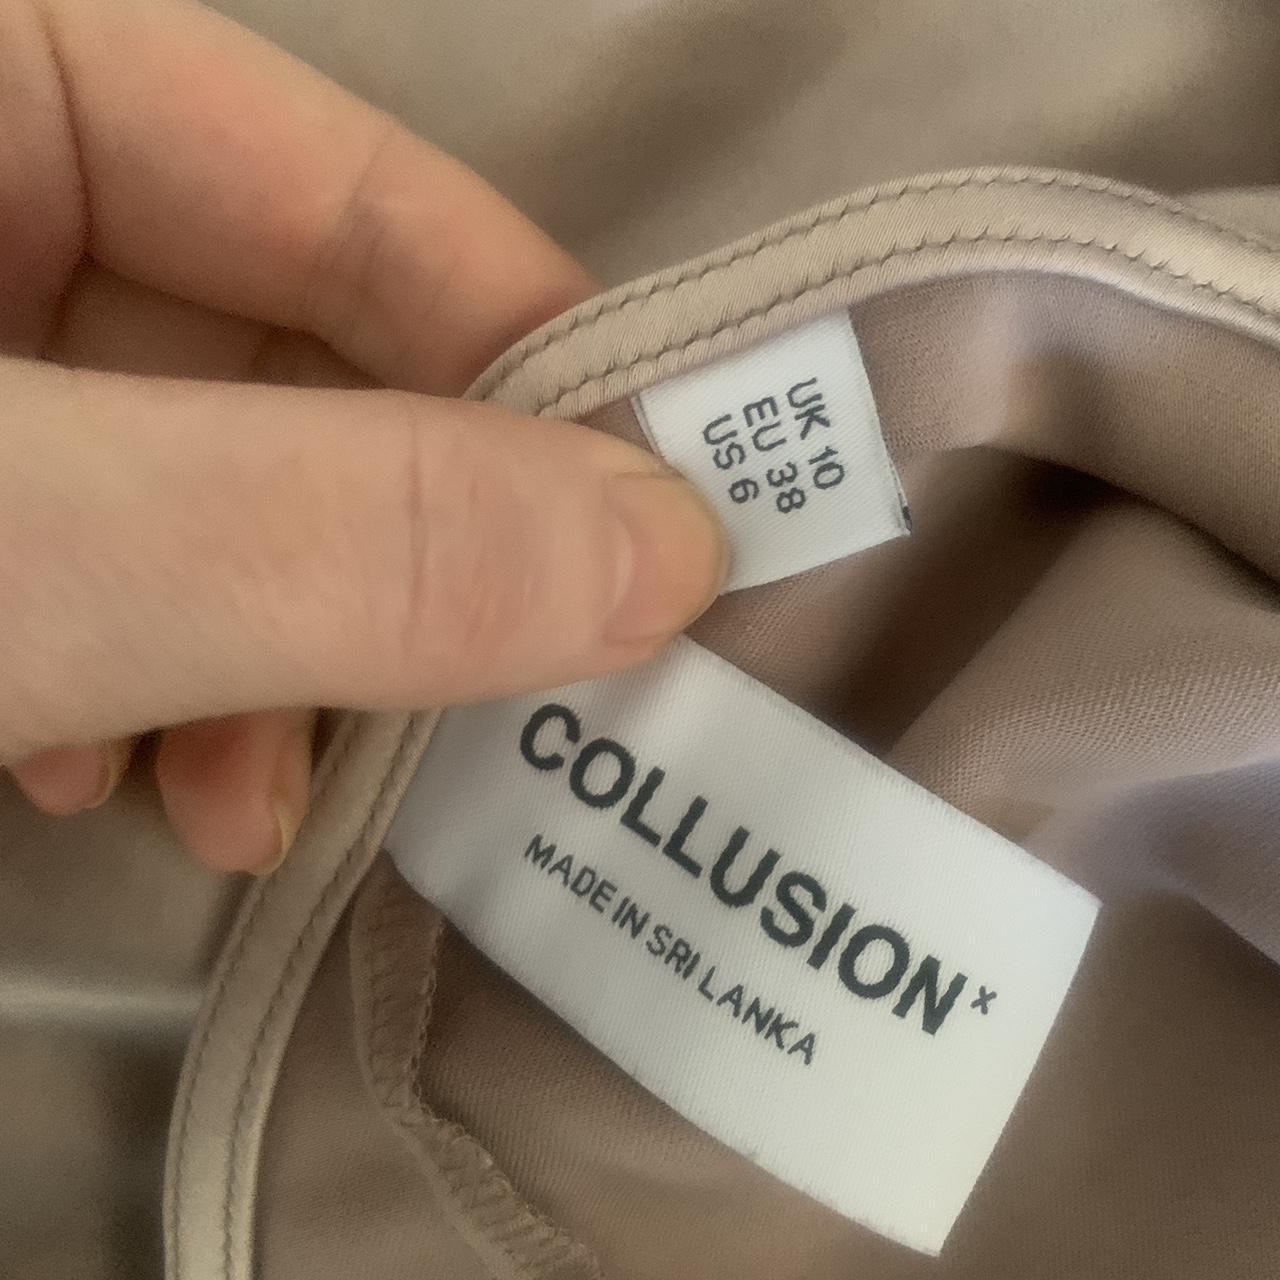 UK 10
EU 38
US 6
COLLUSION x
MADE IN SRI LANKA